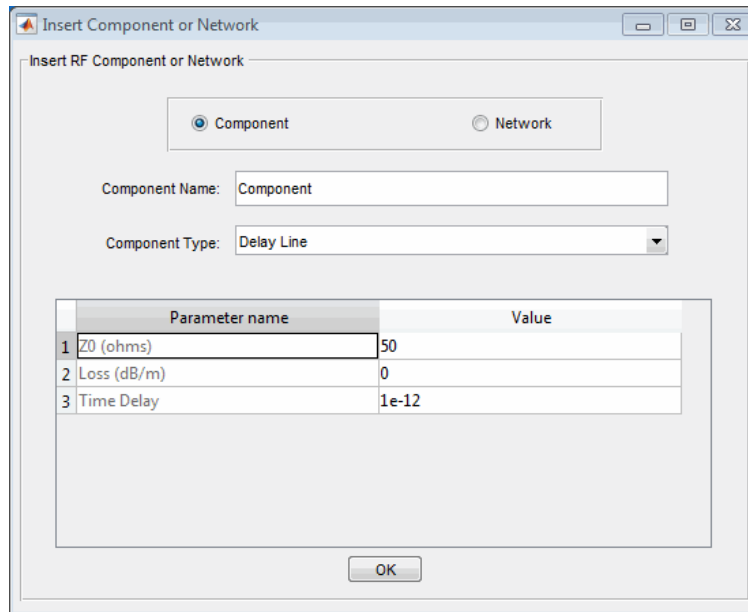 Insert Component or Network
Insert RF Component or Network
Component Network
Component Name: Component
Component Type: Delay Line
Parameter name Value
1 Z0 (ohms) 50
2 Loss (dB/m) 0
3 Time Delay 1e-12
OK